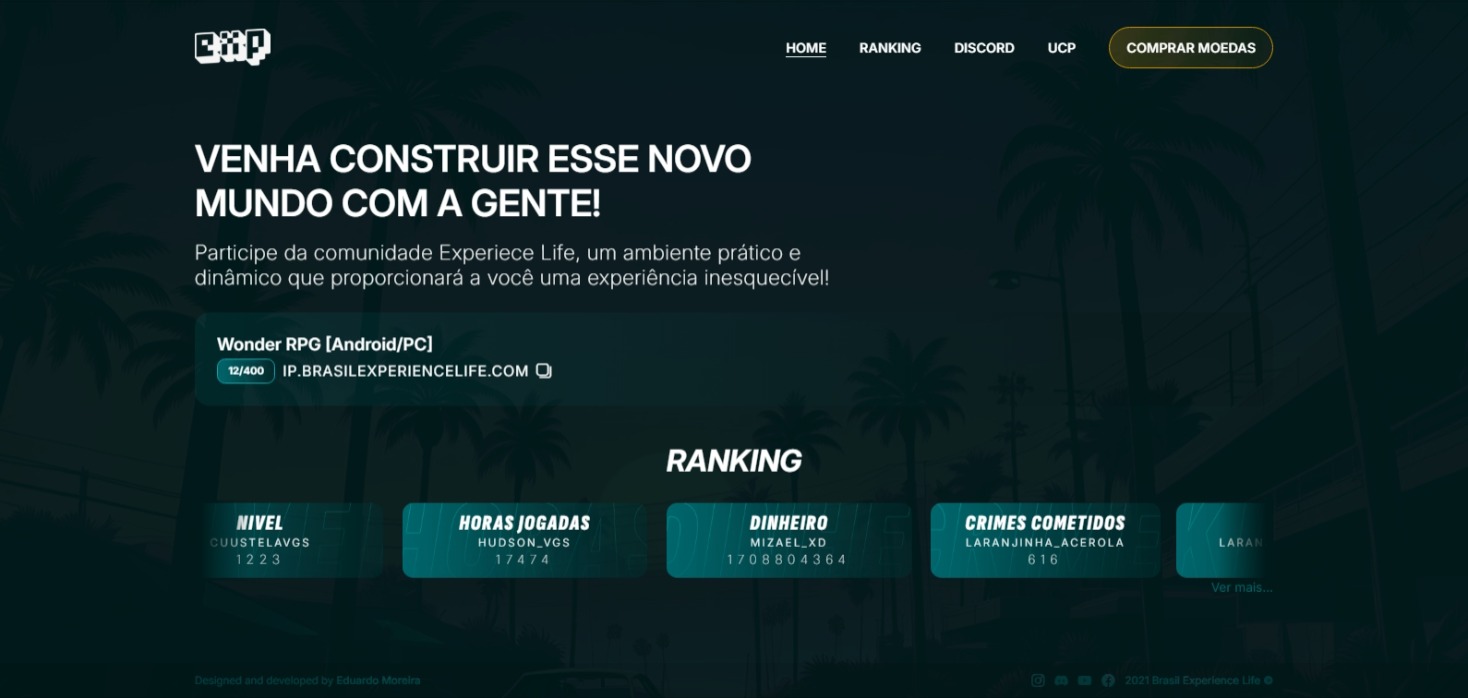 HOME RANKING DISCORD UCP COMPRAR MOEDAS
VENHA CONSTRUIR ESSE NOVO
MUNDO COM A GENTE!
Participe da comunidade Experiece Life, um ambiente prático e
dinâmico que proporcionará a você uma experiência inesquecível!
Wonder RPG [Android/PC]
12/400 IP.BRASILEXPERIENCELIFE.COM
RANKING
NIVEL
CUUSTELAVGS
1223
HORAS JOGADAS
HUDSON_VGS
17474
DINHEIRO
MIZAEL_XD
1708804364
CRIMES COMETIDOS
LARANJINHA_ACEROLA
616
LARAN
Ver mais...
Designed and developed by Eduardo Moreira
2021 Brasil Experience Life ©